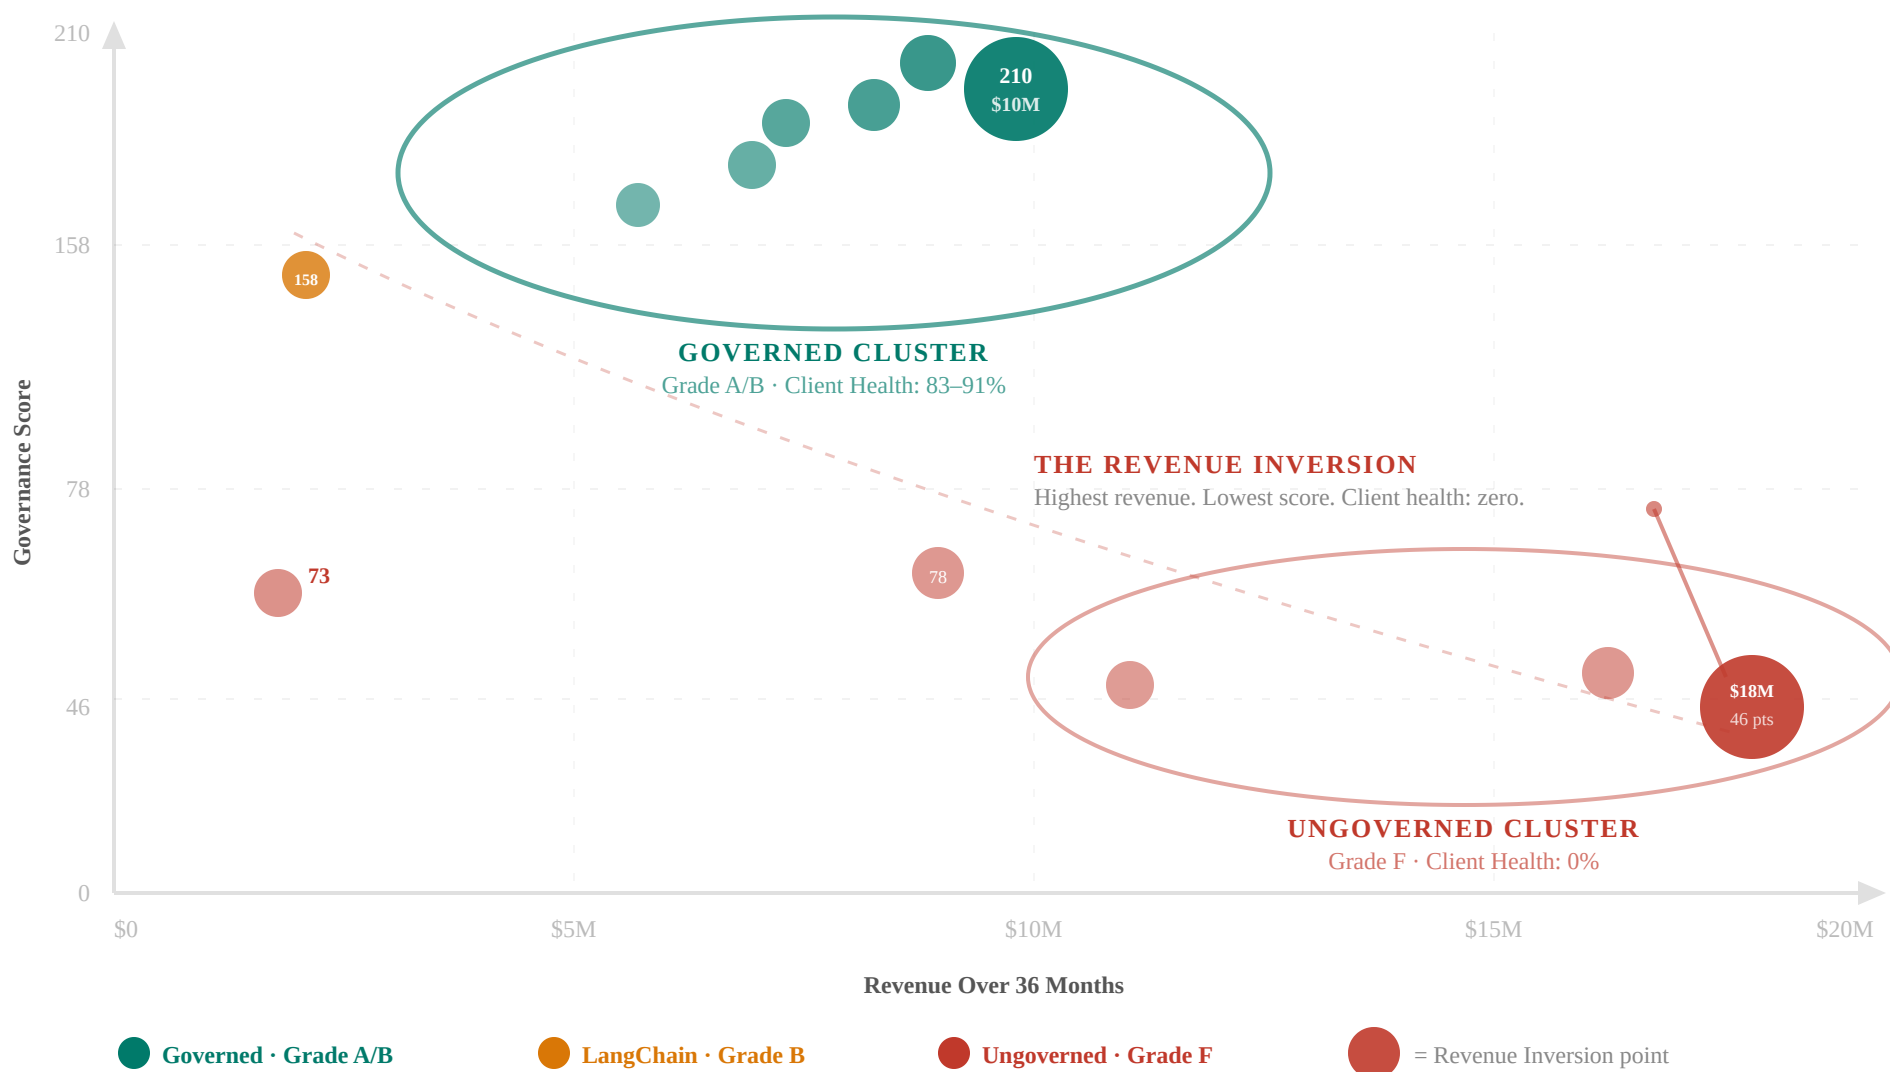 210
210
$10M
158
158
GOVERNED CLUSTER
Grade A/B · Client Health: 83–91%
Governance Score
THE REVENUE INVERSION
78
Highest revenue. Lowest score. Client health: zero.
73
78
46
$18M
46 pts
UNGOVERNED CLUSTER
Grade F · Client Health: 0%
0
$0 $5M $10M $15M $20M
Revenue Over 36 Months
Governed · Grade A/B LangChain · Grade B Ungoverned · Grade F = Revenue Inversion point